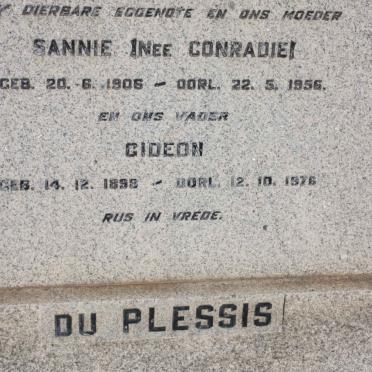 DIERBARE EGGENOTE EN ONS MOEDER
SANNIE [NEE CONRADIE]
GEB. 20. 6. 1906 - OORL. 22. 5. 1956.
EN ONS VADER
GIDEON
GEB. 14. 12. 1898 - OORL. 12. 10. 1976
RUS IN VREDE.
DU PLESSIS